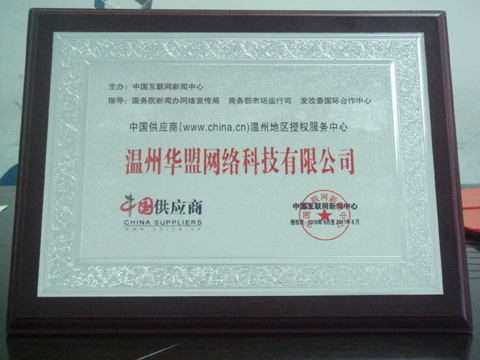 主办：中国互联网新闻中心
指导：国务院新闻办网络宣传局 商务部市场运行司 发改委国际合作中心
中国供应商(www.china.cn)温州地区授权服务中心
温州华盟网络科技有限公司
中国供应商
CHINA SUPPLIERS
www.china.cn
中国互联网新闻中心